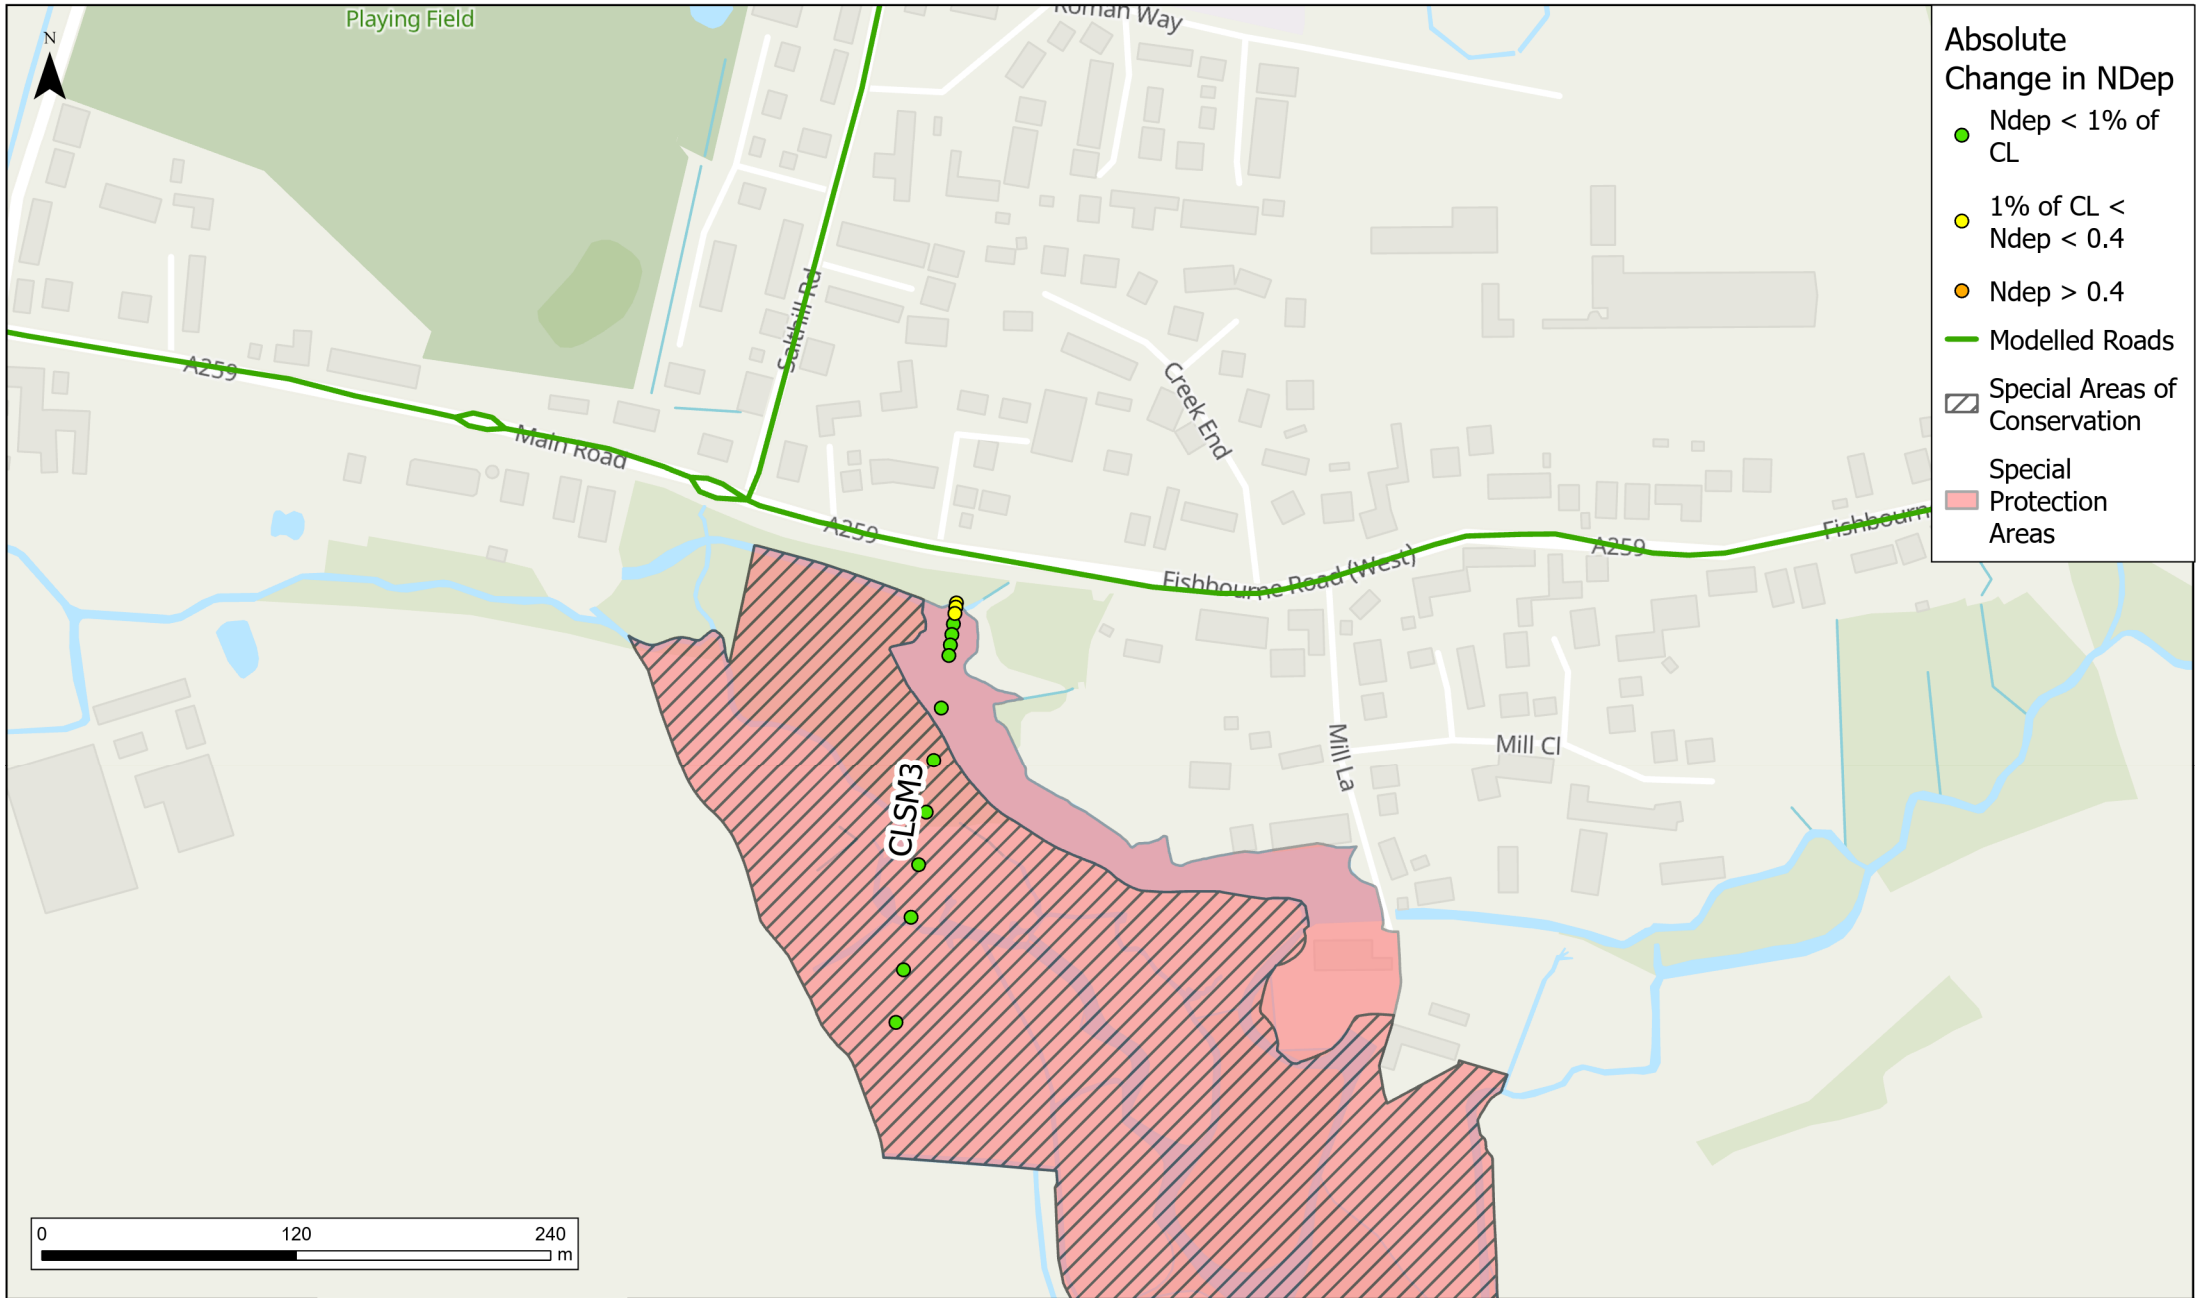 Playing Field
Roman Way
N
Absolute
Change in NDep
Ndep < 1% of
CL
1% of CL <
Ndep < 0.4
Ndep > 0.4
Modelled Roads
Special Areas of
Conservation
Special
Protection
Areas
Salthill Rd
A259
Main Road
Creek End
A259
Fishbourne Road (West)
A259
Fishbourn
Mill La
Mill Cl
CLSM3
0 120 240
m